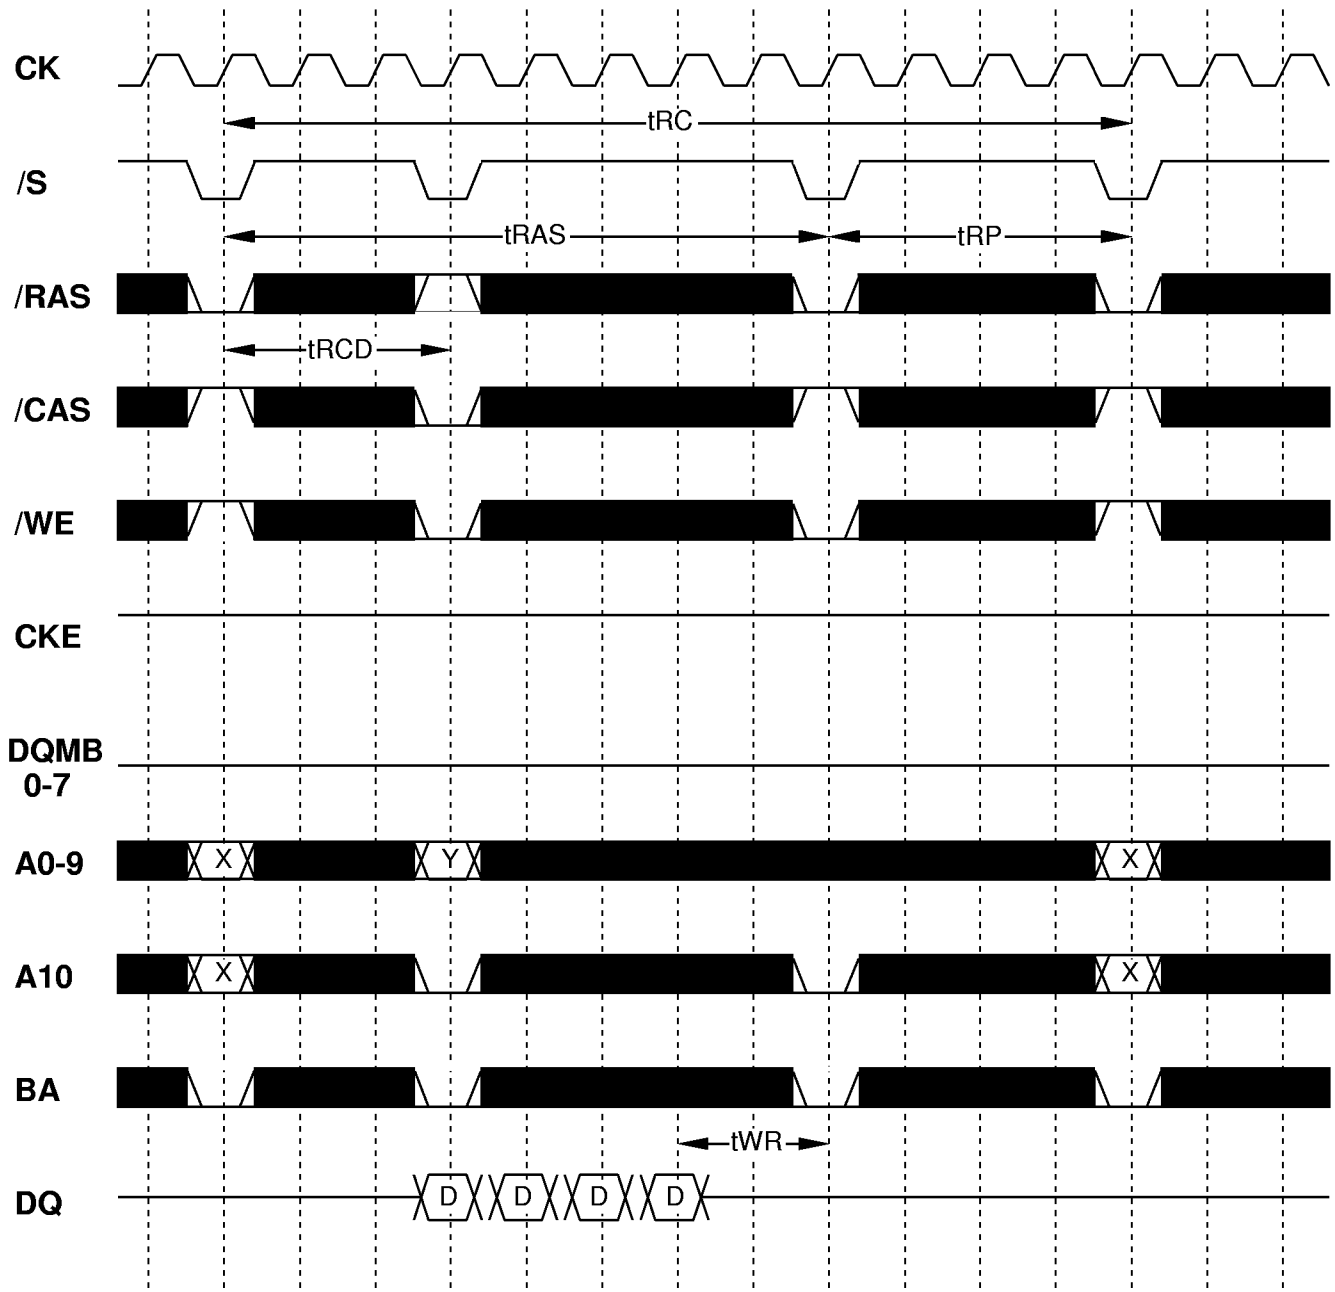 CK
tRC
/S
tRAS tRP
/RAS
tRCD
/CAS
/WE
CKE
DQMB
0-7
A0-9 X Y X
A10 X X
BA
tWR
DQ D D D D